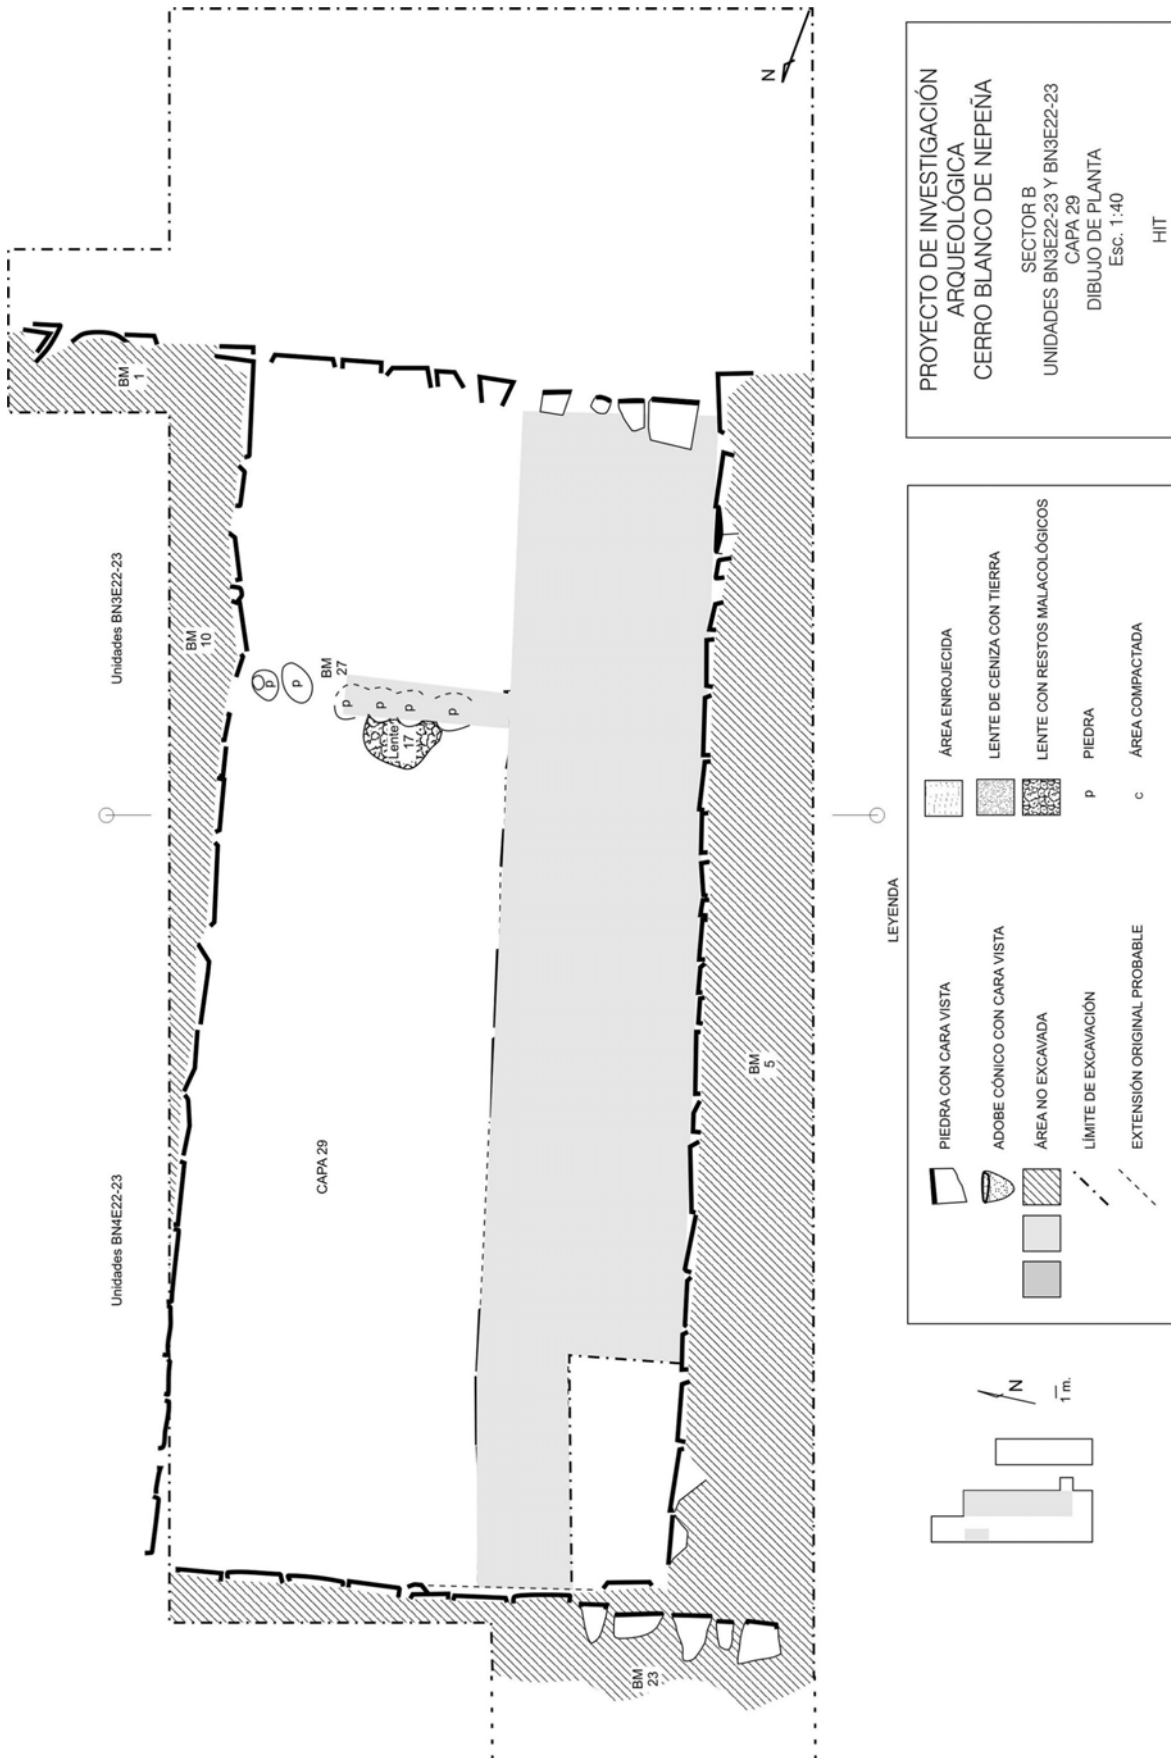 N
BM
1
Unidades BN3E22-23
BM
10
p
p
BM
27
p
p
p
p
Lente
17
Unidades BN4E22-23
CAPA 29
BM
5
BM
23
PROYECTO DE INVESTIGACIÓN
ARQUEOLÓGICA
CERRO BLANCO DE NEPEÑA
SECTOR B
UNIDADES BN3E22-23 Y BN3E22-23
CAPA 29
DIBUJO DE PLANTA
Esc. 1:40
HIT
LEYENDA
PIEDRA CON CARA VISTA
ADOBE CÓNICO CON CARA VISTA
ÁREA NO EXCAVADA
LÍMITE DE EXCAVACIÓN
EXTENSIÓN ORIGINAL PROBABLE
ÁREA ENROJECIDA
LENTE DE CENIZA CON TIERRA
LENTE CON RESTOS MALACOLÓGICOS
p PIEDRA
c ÁREA COMPACTADA
N
1 m.